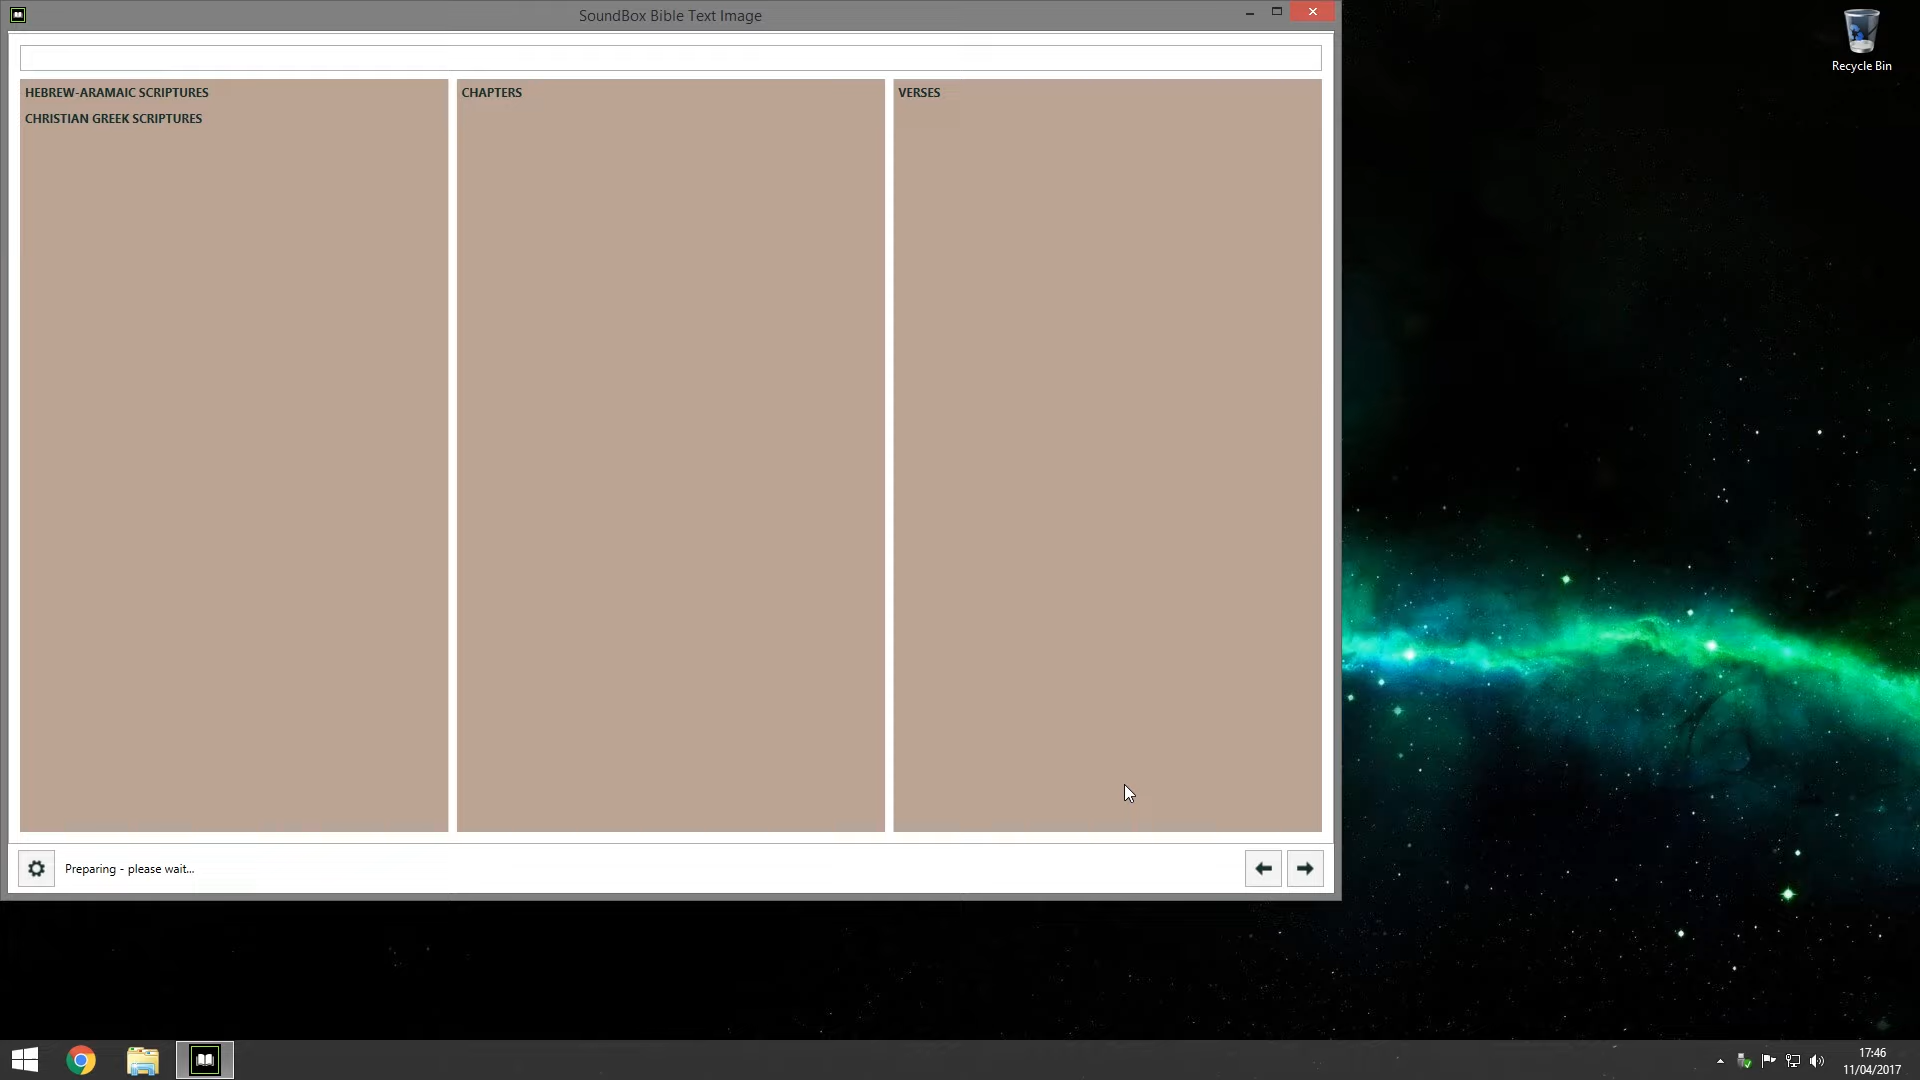 SoundBox Bible Text Image
Recycle Bin
HEBREW-ARAMAIC SCRIPTURES
CHRISTIAN GREEK SCRIPTURES
CHAPTERS
VERSES
Preparing - please wait...
17:46
11/04/2017